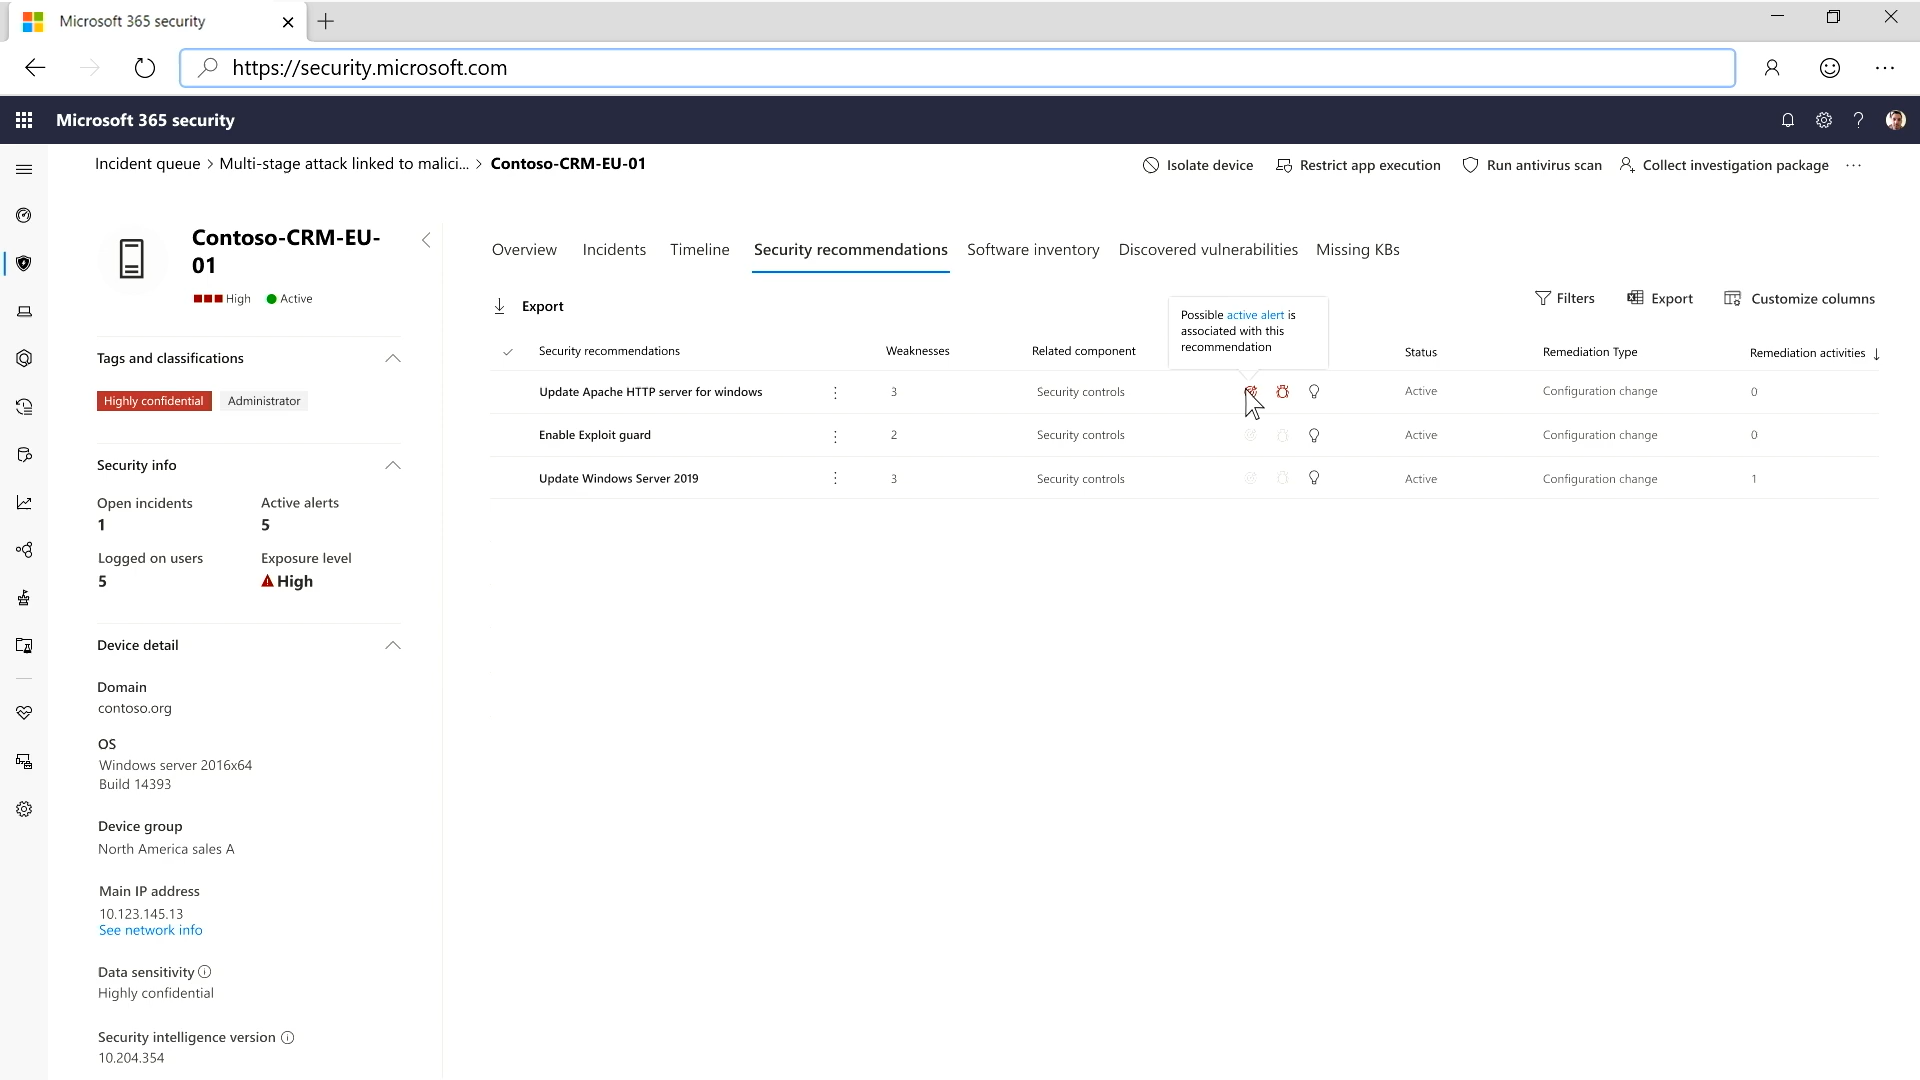 Microsoft 365 security
https://security.microsoft.com
Microsoft 365 security
Incident queue > Multi-stage attack linked to malici... > Contoso-CRM-EU-01
Isolate device
Restrict app execution
Run antivirus scan
Collect investigation package
Contoso-CRM-EU-
01
High
Active
Tags and classifications
Highly confidential
Administrator
Security info
Open incidents
1
Active alerts
5
Logged on users
5
Exposure level
High
Device detail
Domain
contoso.org
OS
Windows server 2016x64
Build 14393
Device group
North America sales A
Main IP address
10.123.145.13
See network info
Data sensitivity
Highly confidential
Security intelligence version
10.204.354
Overview Incidents Timeline Security recommendations Software inventory Discovered vulnerabilities Missing KBs
Export
Filters
Export
Customize columns
Possible active alert is
associated with this
recommendation
Security recommendations Weaknesses Related component Status Remediation Type Remediation activities
Update Apache HTTP server for windows 3 Security controls Active Configuration change 0
Enable Exploit guard 2 Security controls Active Configuration change 0
Update Windows Server 2019 3 Security controls Active Configuration change 1